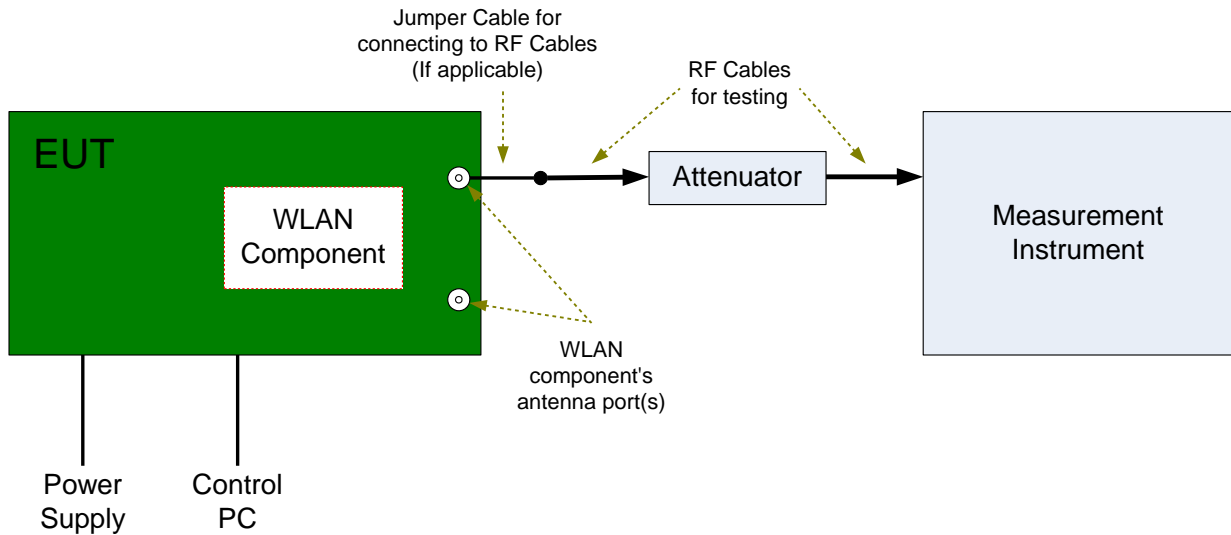 Jumper Cable for
connecting to RF Cables
(If applicable)
RF Cables
for testing
EUT
WLAN
Component
Attenuator
Measurement
Instrument
WLAN
component's
antenna port(s)
Power
Supply
Control
PC